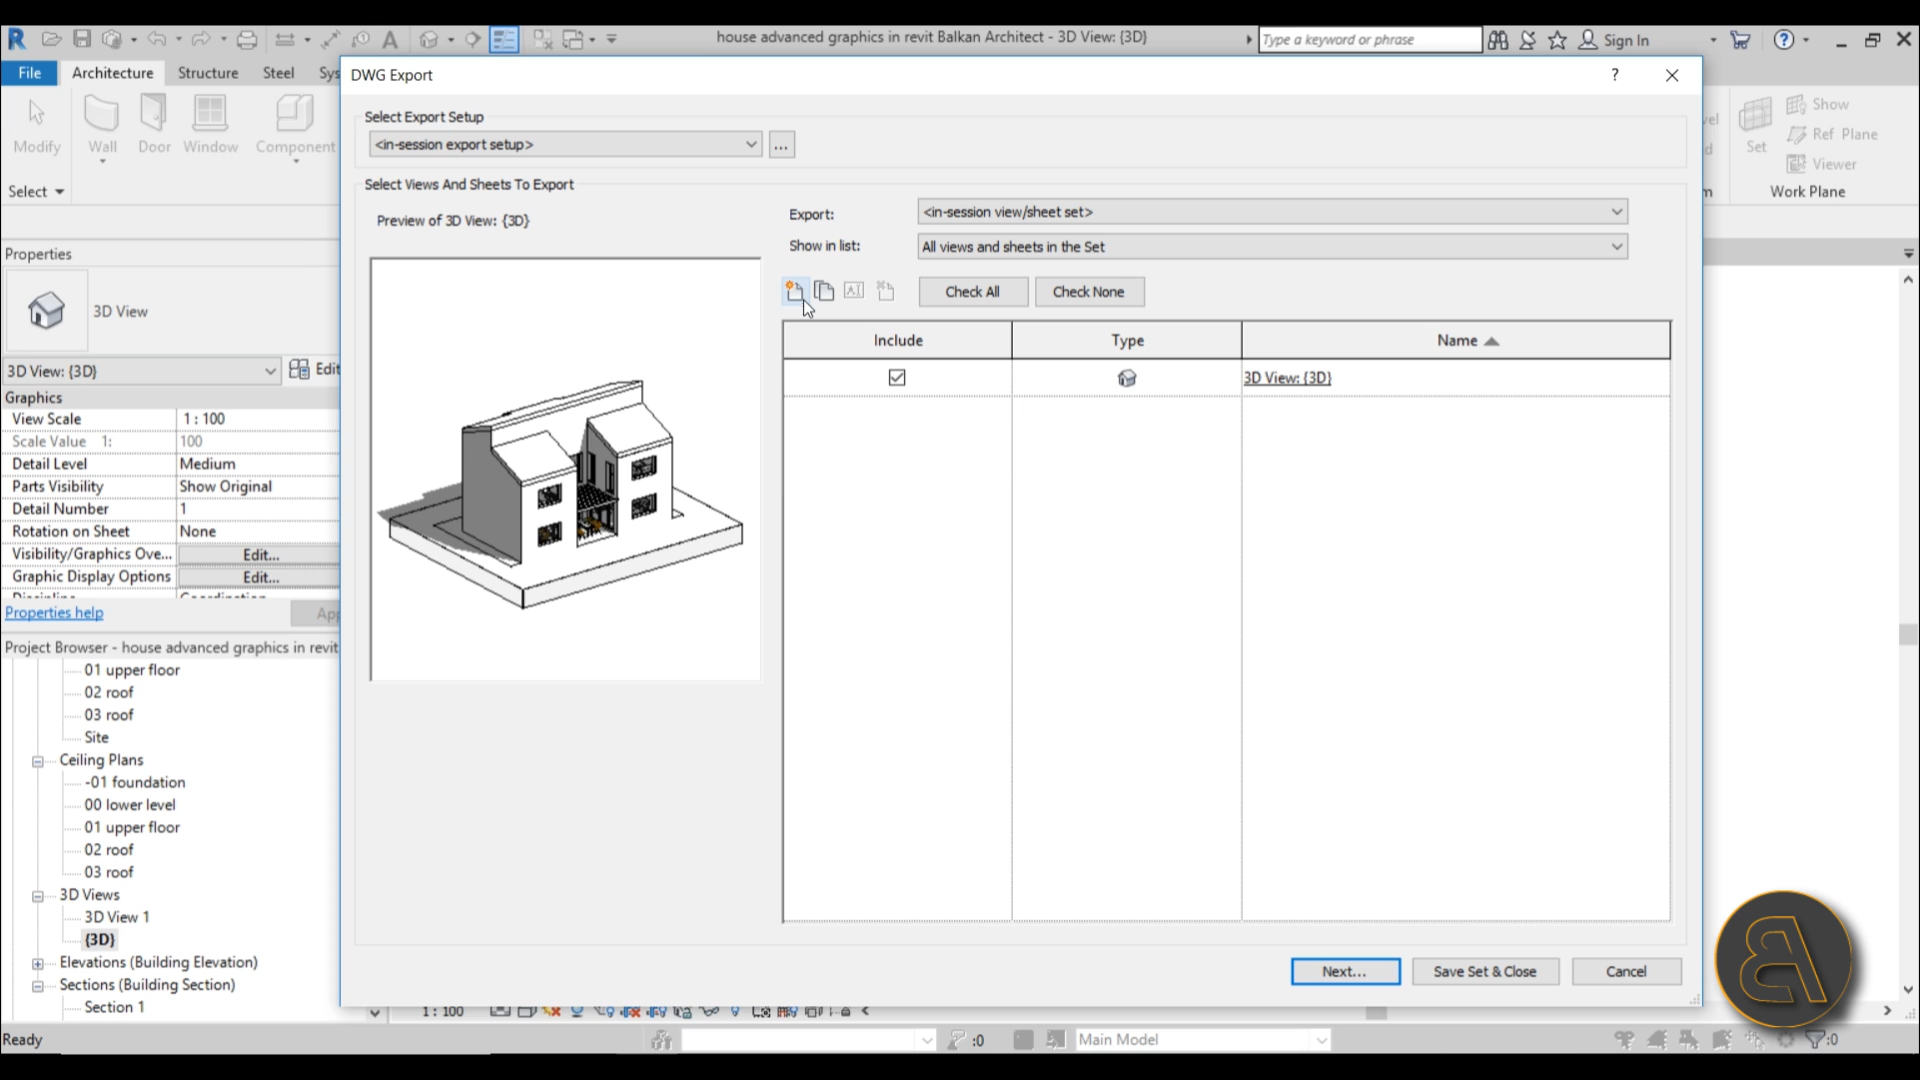 house advanced graphics in revit Balkan Architect - 3D View: {3D}
Type a keyword or phrase
Sign In
File
Architecture
Structure
Steel
DWG Export
Modify
Wall
Door
Window
Component
Select
Show
Ref Plane
Set
Viewer
Work Plane
Select Export Setup
<in-session export setup>
...
Select Views And Sheets To Export
Preview of 3D View: {3D}
Export:
<in-session view/sheet set>
Show in list:
All views and sheets in the Set
Check All
Check None
Include
Type
Name
3D View: {3D}
Properties
3D View
3D View: {3D}
Edit
Graphics
View Scale
1 : 100
Scale Value 1:
100
Detail Level
Medium
Parts Visibility
Show Original
Detail Number
1
Rotation on Sheet
None
Visibility/Graphics Ove...
Edit...
Graphic Display Options
Edit...
Properties help
Project Browser - house advanced graphics in revit
01 upper floor
02 roof
03 roof
Site
Ceiling Plans
-01 foundation
00 lower level
01 upper floor
02 roof
03 roof
3D Views
3D View 1
{3D}
Elevations (Building Elevation)
Sections (Building Section)
Section 1
Next...
Save Set & Close
Cancel
1 : 100
Ready
:0
Main Model
:0